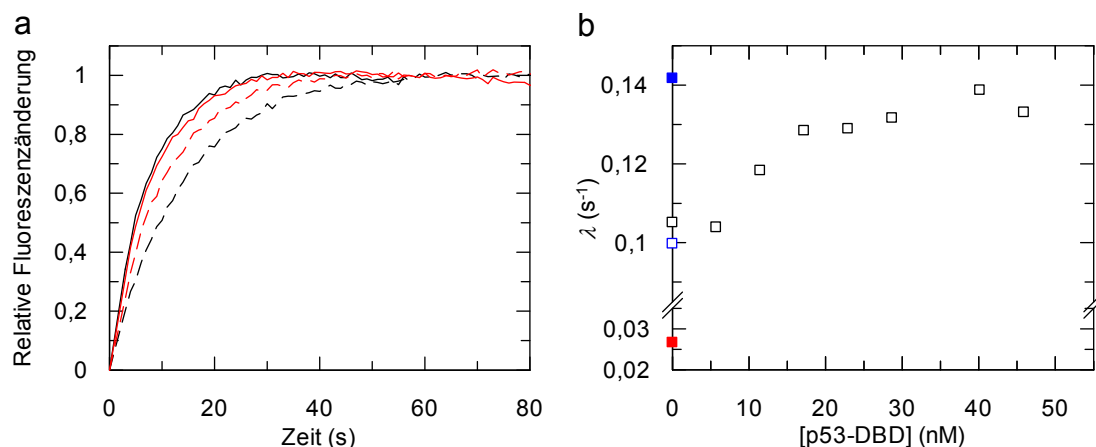 a
Relative Fluoreszenzänderung
1
0,8
0,6
0,4
0,2
0
0 20 40 60 80
Zeit (s)
b
λ (s⁻¹)
0,14
0,12
0,1
0,03
0,02
0 10 20 30 40 50
[p53-DBD] (nM)